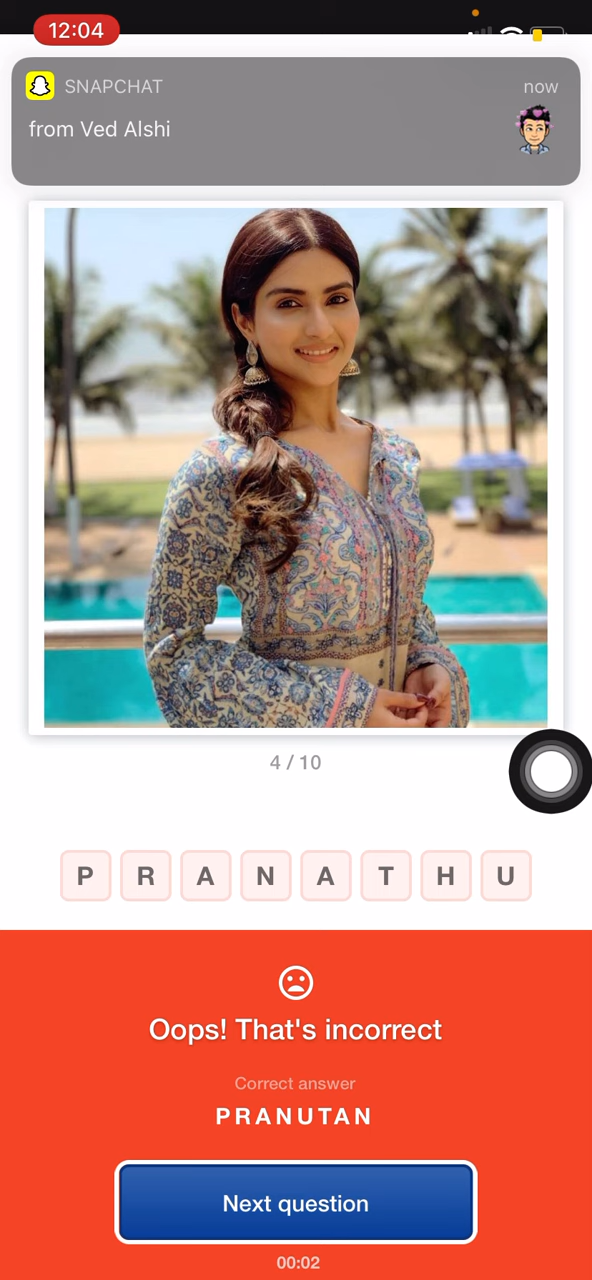 12:04
SNAPCHAT
now
from Ved Alshi
4 / 10
P R A N A T H U
Oops! That's incorrect
Correct answer
PRANUTAN
Next question
00:02